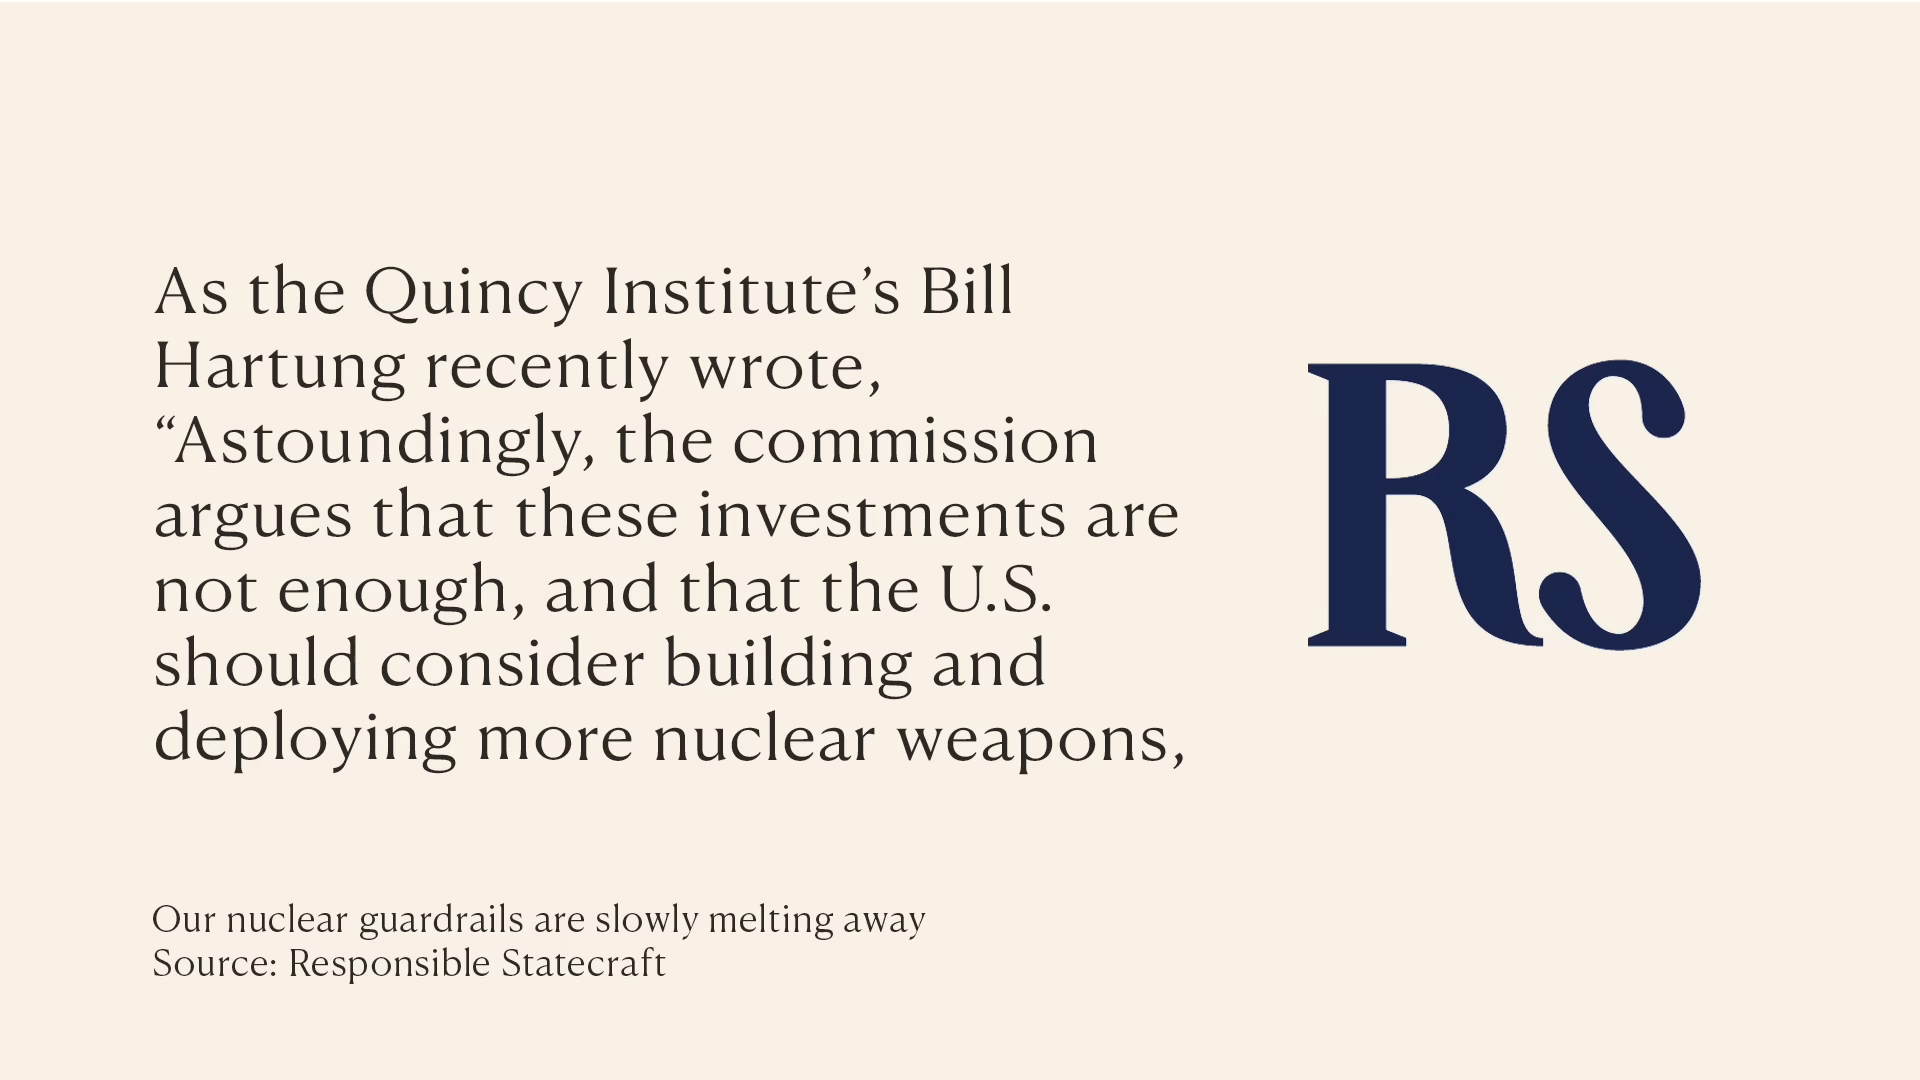 As the Quincy Institute’s Bill
Hartung recently wrote,
“Astoundingly, the commission
argues that these investments are
not enough, and that the U.S.
should consider building and
deploying more nuclear weapons,
RS
Our nuclear guardrails are slowly melting away
Source: Responsible Statecraft